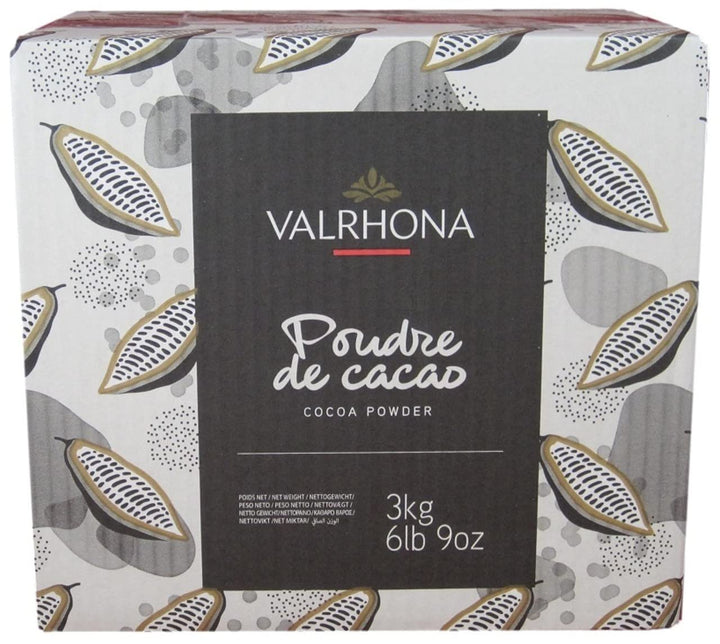 VALRHONA
Poudre
de cacao
COCOA POWDER
POIDS NET / NET WEIGHT / NETTOGEWICHT/
PESO NETO / PESO NETTO / NETTOVÆGT /
NETTO GEWICHT/NETTOPAINO/ΚΑΘΑΡΟ ΒΑΡΟΣ/
NETTOVIKT /NET MIKTAR/ الوزن الصافي
3kg
6lb 9oz